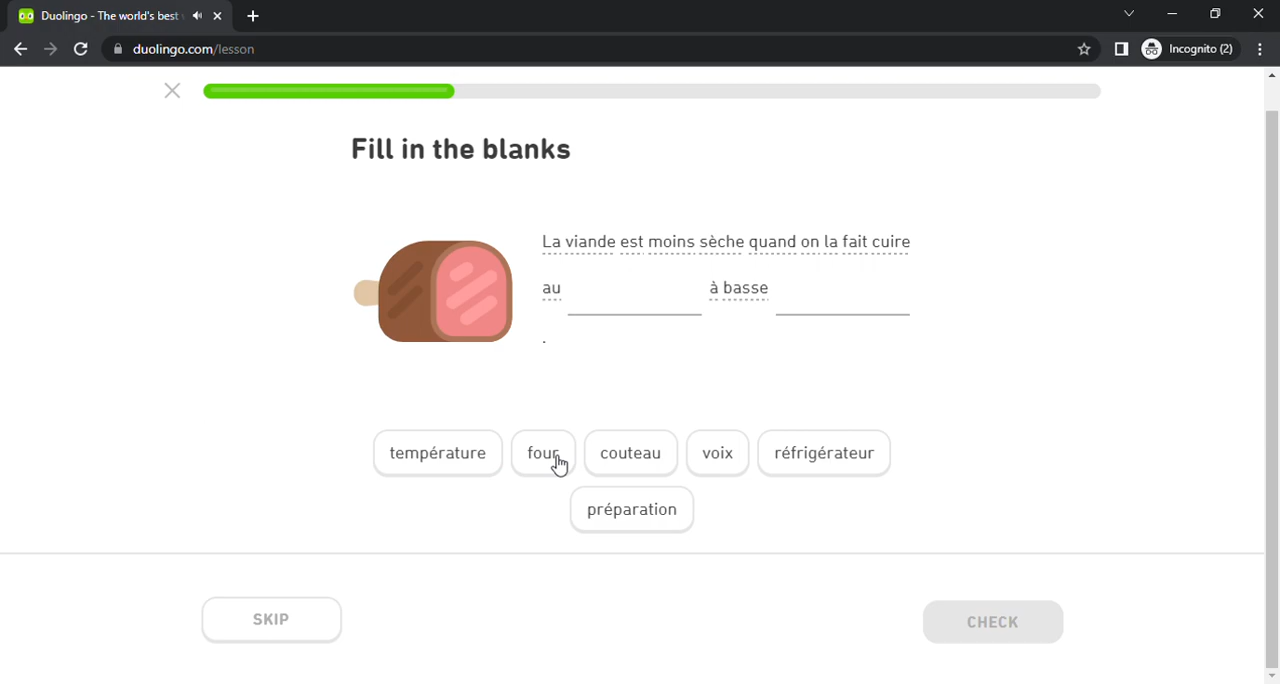 Duolingo - The world's best
duolingo.com/lesson
Incognito (2)
Fill in the blanks
La viande est moins sèche quand on la fait cuire
au à basse
.
température four couteau voix réfrigérateur
préparation
SKIP CHECK